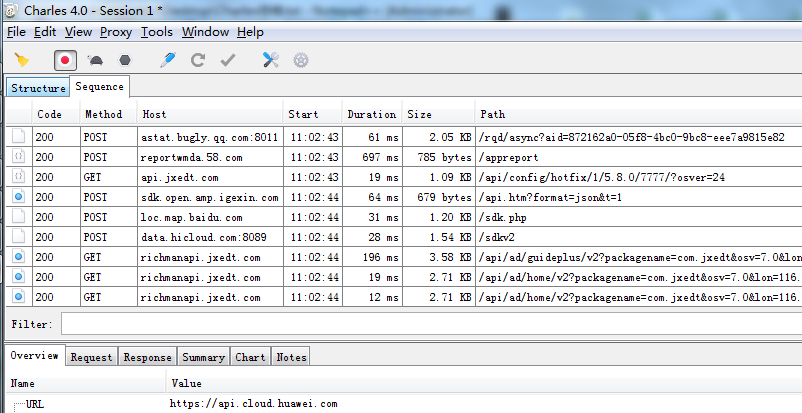 Charles 4.0 - Session 1 *
File Edit View Proxy Tools Window Help
Structure Sequence
Code Method Host Start Duration Size Path
200 POST astat.bugly.qq.com:8011 11:02:43 61 ms 2.05 KB /rqd/async?aid=872162a0-05f8-4bc0-9bc8-eee7a9815e82
200 POST reportwmda.58.com 11:02:43 697 ms 785 bytes /appreport
200 GET api.jxedt.com 11:02:43 19 ms 1.09 KB /api/config/hotfix/1/5.8.0/7777/?osver=24
200 POST sdk.open.amp.igexin.com 11:02:44 64 ms 679 bytes /api.htm?format=json&t=1
200 POST loc.map.baidu.com 11:02:44 31 ms 1.20 KB /sdk.php
200 POST data.hicloud.com:8089 11:02:44 28 ms 1.54 KB /sdkv2
200 GET richmanapi.jxedt.com 11:02:44 196 ms 3.58 KB /api/ad/guideplus/v2?packagename=com.jxedt&osv=7.0&lon
200 GET richmanapi.jxedt.com 11:02:44 19 ms 2.71 KB /api/ad/home/v2?packagename=com.jxedt&osv=7.0&lon=116.
200 GET richmanapi.jxedt.com 11:02:44 12 ms 2.71 KB /api/ad/home/v2?packagename=com.jxedt&osv=7.0&lon=116.
Filter:
Overview Request Response Summary Chart Notes
Name Value
URL https://api.cloud.huawei.com